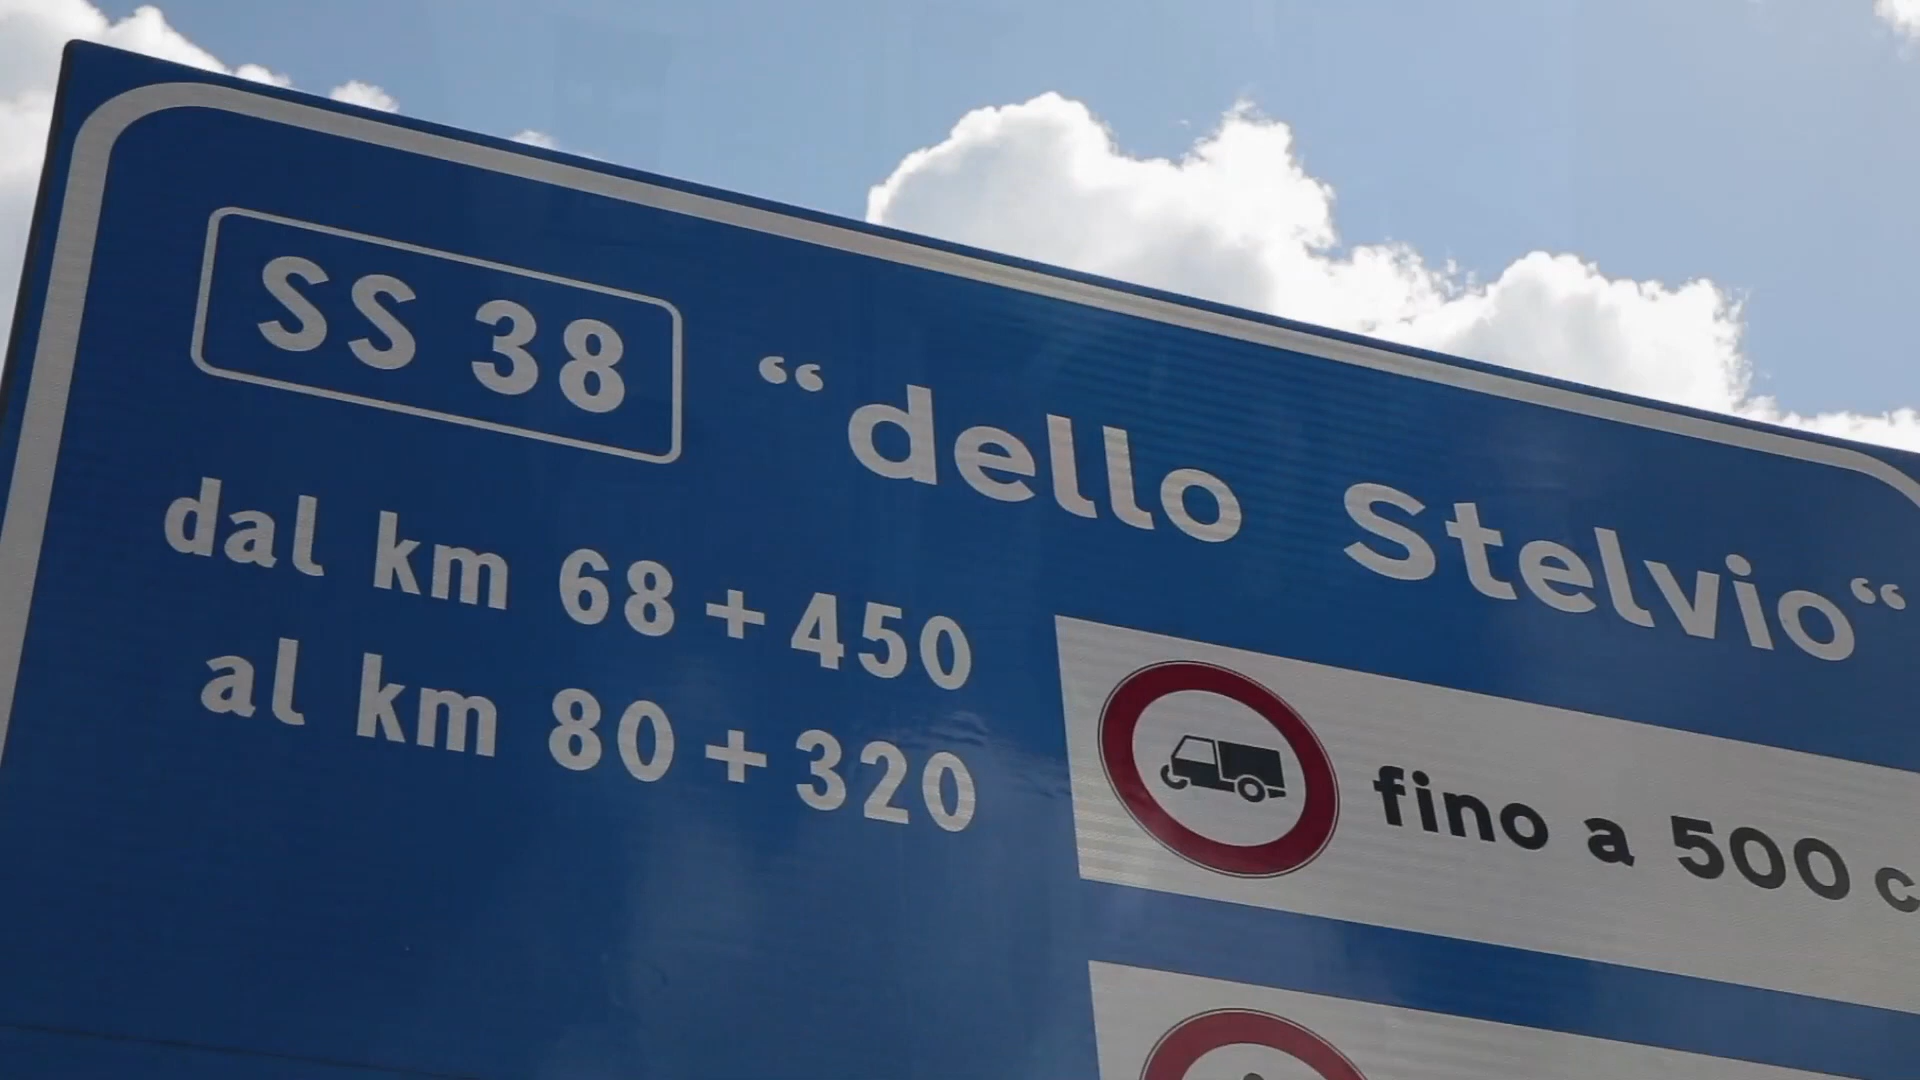 SS 38 “dello Stelvio“
dal km 68+450
al km 80+320
fino a 500 c